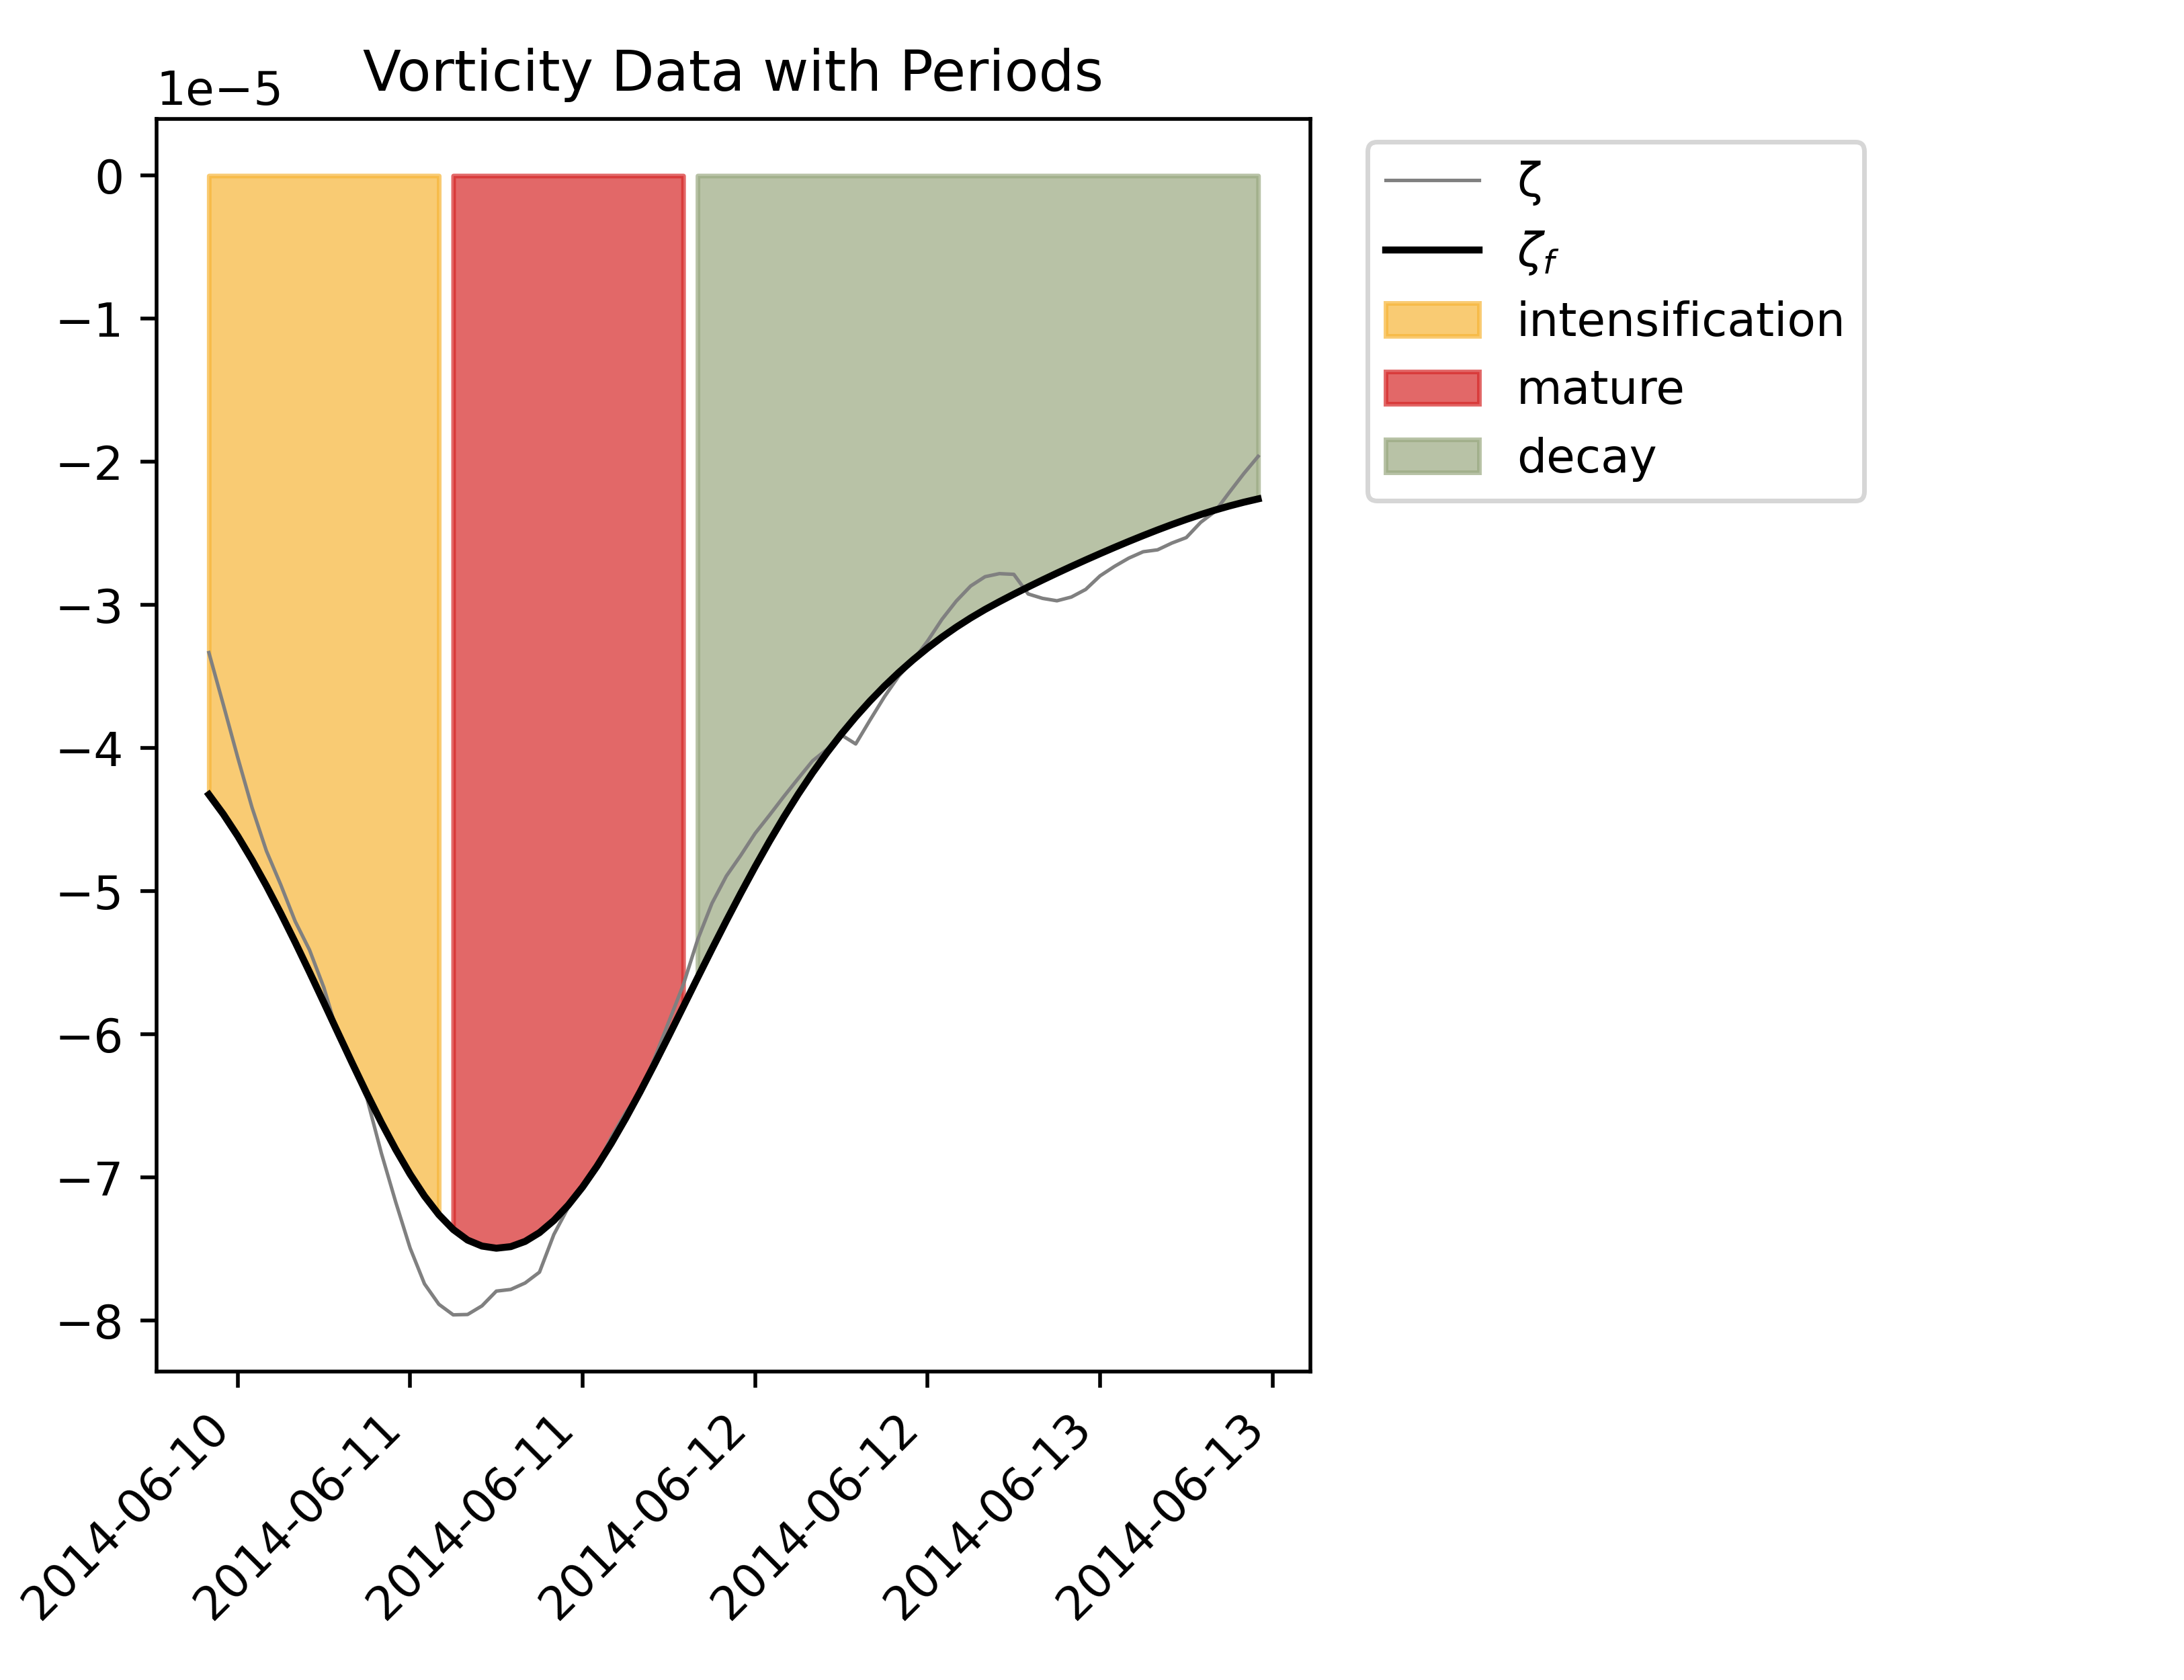 Vorticity Data with Periods
1e−5
0
−1
−2
−3
−4
−5
−6
−7
−8
2014-06-10
2014-06-11
2014-06-11
2014-06-12
2014-06-12
2014-06-13
2014-06-13
ζ
ζf
intensification
mature
decay